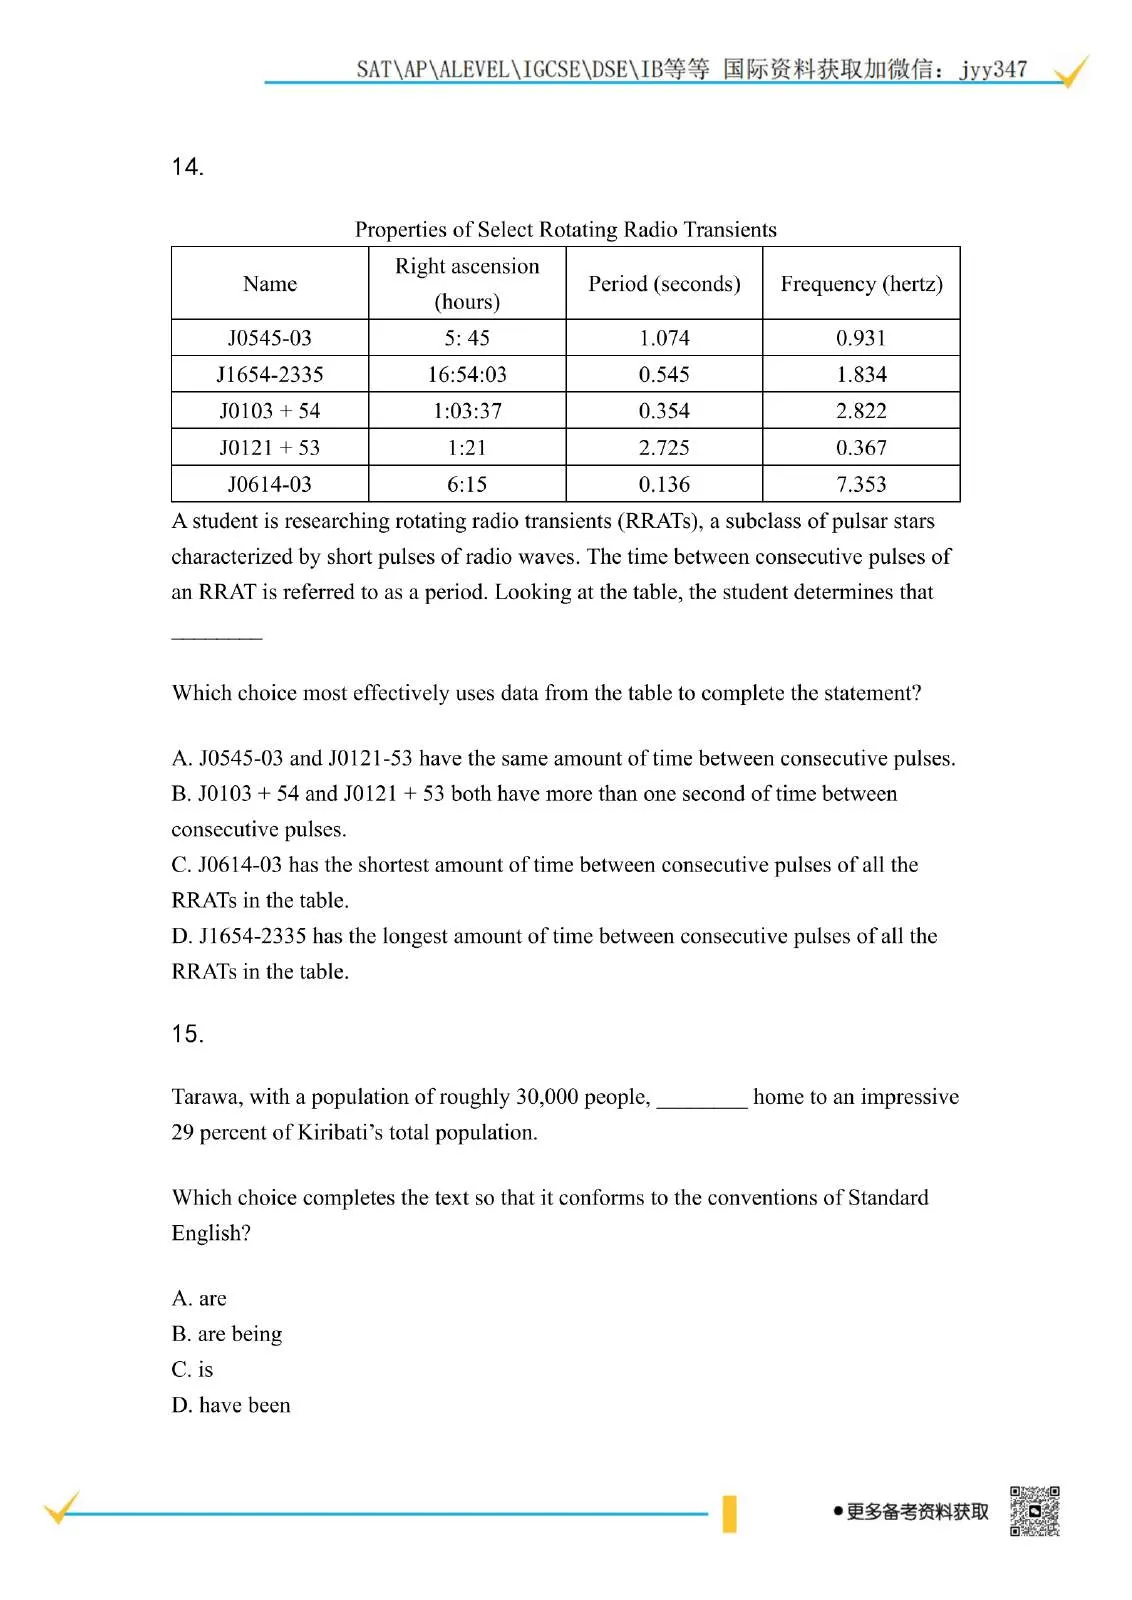 SAT\AP\ALEVEL\IGCSE\DSE\IB等等 国际资料获取加微信：jyy347
14.
Properties of Select Rotating Radio Transients
Name Right ascension (hours) Period (seconds) Frequency (hertz)
J0545-03 5: 45 1.074 0.931
J1654-2335 16:54:03 0.545 1.834
J0103 + 54 1:03:37 0.354 2.822
J0121 + 53 1:21 2.725 0.367
J0614-03 6:15 0.136 7.353
A student is researching rotating radio transients (RRATs), a subclass of pulsar stars
characterized by short pulses of radio waves. The time between consecutive pulses of
an RRAT is referred to as a period. Looking at the table, the student determines that
________
Which choice most effectively uses data from the table to complete the statement?
A. J0545-03 and J0121-53 have the same amount of time between consecutive pulses.
B. J0103 + 54 and J0121 + 53 both have more than one second of time between
consecutive pulses.
C. J0614-03 has the shortest amount of time between consecutive pulses of all the
RRATs in the table.
D. J1654-2335 has the longest amount of time between consecutive pulses of all the
RRATs in the table.
15.
Tarawa, with a population of roughly 30,000 people, ________ home to an impressive
29 percent of Kiribati’s total population.
Which choice completes the text so that it conforms to the conventions of Standard
English?
A. are
B. are being
C. is
D. have been
●更多备考资料获取